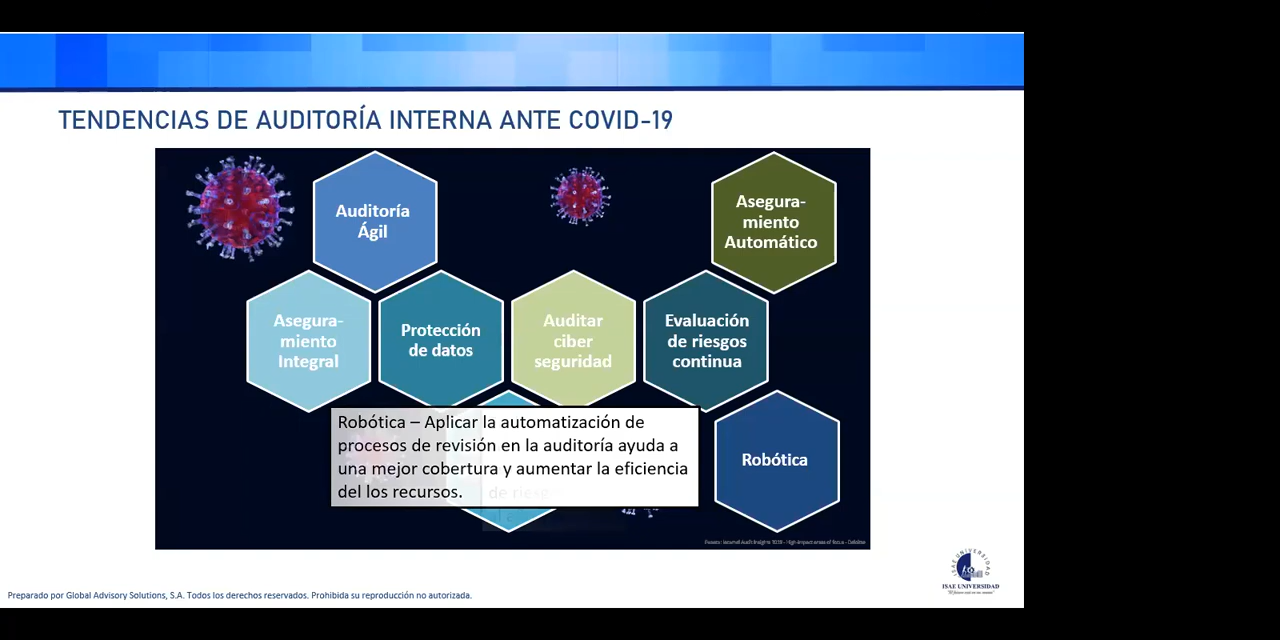 TENDENCIAS DE AUDITORÍA INTERNA ANTE COVID-19
Auditoría
Ágil
Asegura-
miento
Automático
Asegura-
miento
Integral
Protección
de datos
Auditar
ciber
seguridad
Evaluación
de riesgos
continua
Robótica – Aplicar la automatización de
procesos de revisión en la auditoría ayuda a
una mejor cobertura y aumentar la eficiencia
del los recursos.
Robótica
ISAE UNIVERSIDAD
ISAE UNIVERSIDAD
Preparado por Global Advisory Solutions, S.A. Todos los derechos reservados. Prohibida su reproducción no autorizada.